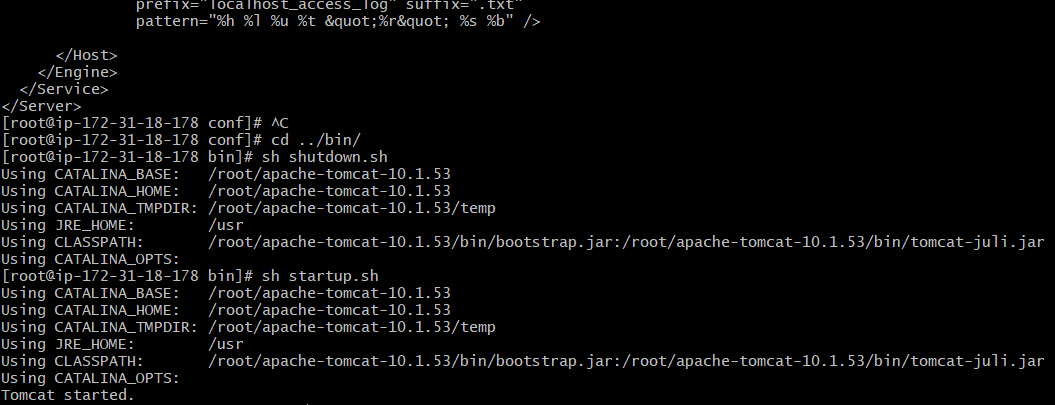 prefix="localhost_access_log" suffix=".txt"
pattern="%h %l %u %t &quot;%r&quot; %s %b" />
</Host>
</Engine>
</Service>
</Server>
[root@ip-172-31-18-178 conf]# ^C
[root@ip-172-31-18-178 conf]# cd ../bin/
[root@ip-172-31-18-178 bin]# sh shutdown.sh
Using CATALINA_BASE:   /root/apache-tomcat-10.1.53
Using CATALINA_HOME:   /root/apache-tomcat-10.1.53
Using CATALINA_TMPDIR: /root/apache-tomcat-10.1.53/temp
Using JRE_HOME:        /usr
Using CLASSPATH:       /root/apache-tomcat-10.1.53/bin/bootstrap.jar:/root/apache-tomcat-10.1.53/bin/tomcat-juli.jar
Using CATALINA_OPTS:
[root@ip-172-31-18-178 bin]# sh startup.sh
Using CATALINA_BASE:   /root/apache-tomcat-10.1.53
Using CATALINA_HOME:   /root/apache-tomcat-10.1.53
Using CATALINA_TMPDIR: /root/apache-tomcat-10.1.53/temp
Using JRE_HOME:        /usr
Using CLASSPATH:       /root/apache-tomcat-10.1.53/bin/bootstrap.jar:/root/apache-tomcat-10.1.53/bin/tomcat-juli.jar
Using CATALINA_OPTS:
Tomcat started.